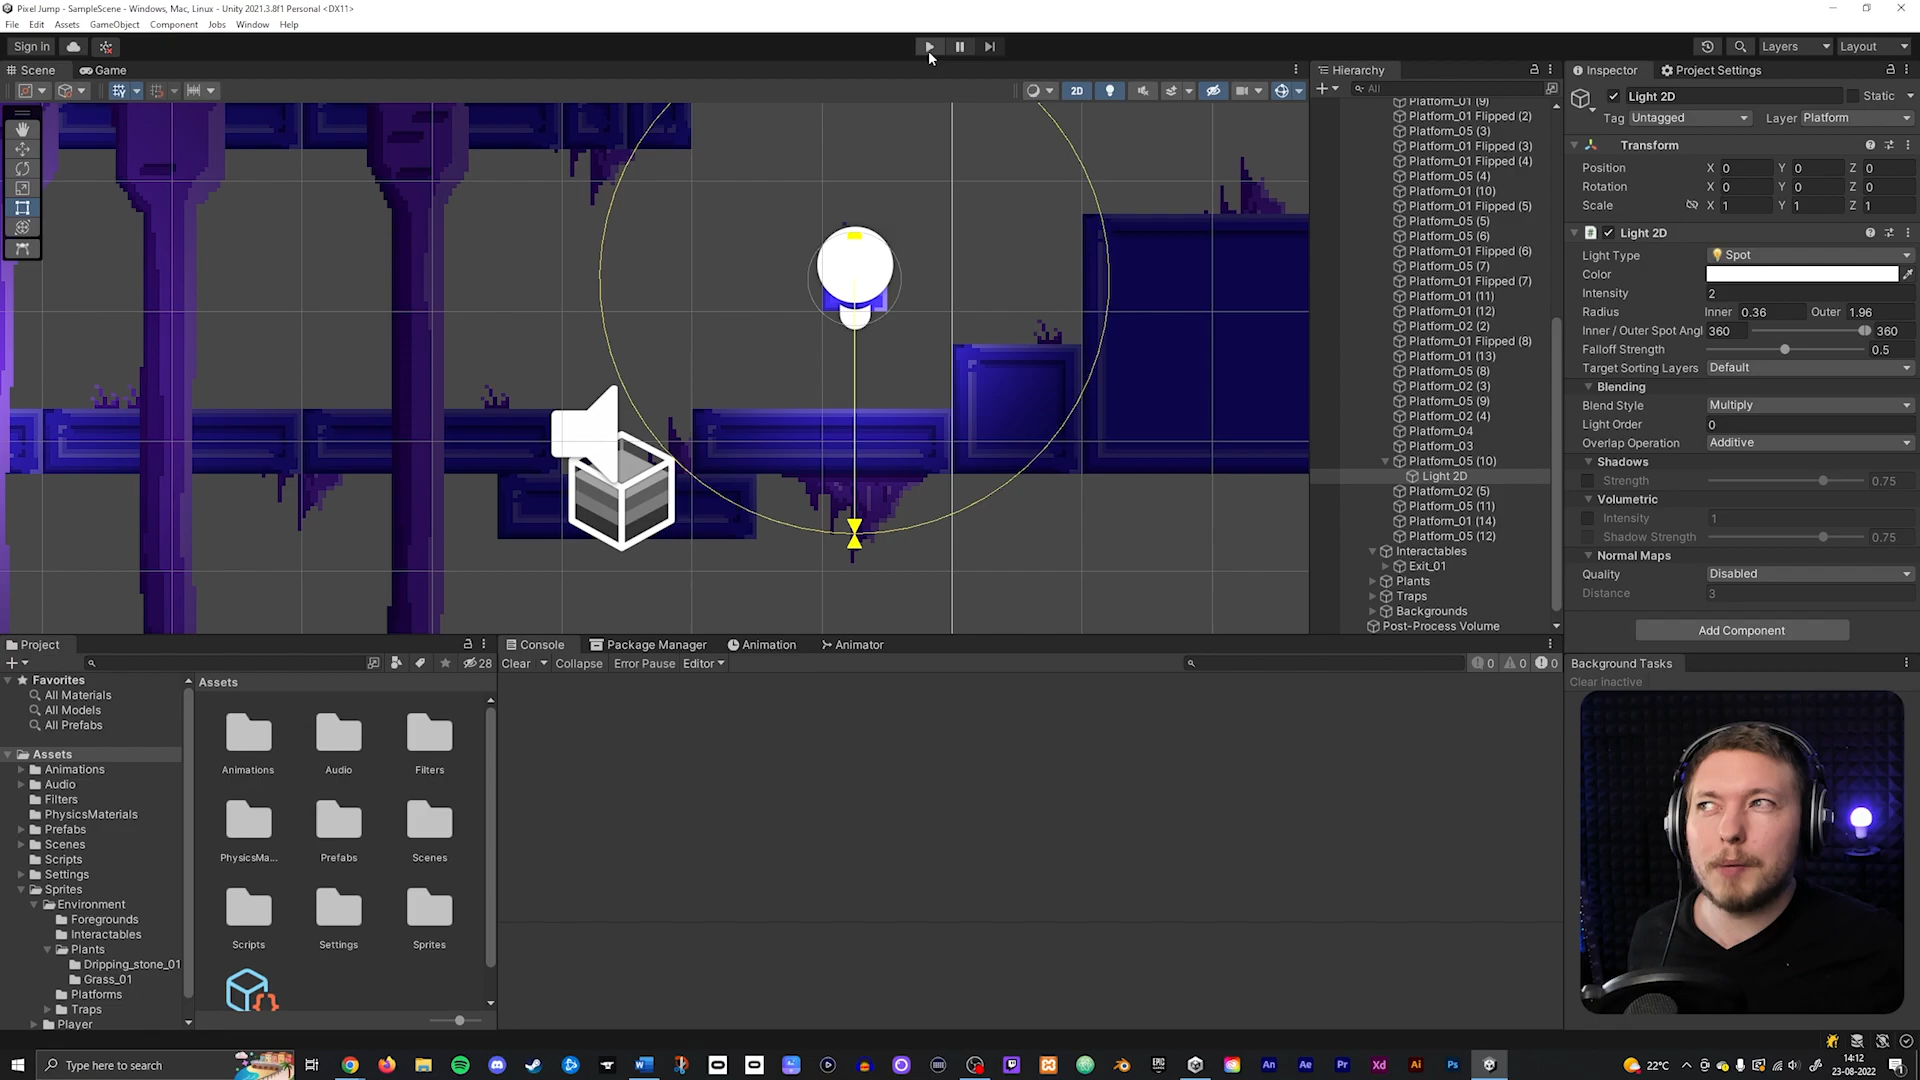 Pixel Jump - SampleScene - Windows, Mac, Linux - Unity 2021.3.8f1 Personal <DX11>
File Edit Assets GameObject Component Jobs Window Help
Sign in
Layers Layout
Scene Game
2D
Hierarchy
All
Platform_01 (9)
Platform_01 Flipped (2)
Platform_05 (3)
Platform_01 Flipped (3)
Platform_01 Flipped (4)
Platform_05 (4)
Platform_01 (10)
Platform_01 Flipped (5)
Platform_05 (5)
Platform_05 (6)
Platform_01 Flipped (6)
Platform_05 (7)
Platform_01 Flipped (7)
Platform_01 (11)
Platform_01 (12)
Platform_02 (2)
Platform_01 Flipped (8)
Platform_01 (13)
Platform_05 (8)
Platform_02 (3)
Platform_05 (9)
Platform_02 (4)
Platform_04
Platform_03
Platform_05 (10)
Light 2D
Platform_02 (5)
Platform_05 (11)
Platform_01 (14)
Platform_05 (12)
Interactables
Exit_01
Plants
Traps
Backgrounds
Post-Process Volume
Inspector Project Settings
Light 2D Static
Tag Untagged Layer Platform
Transform
Position X 0 Y 0 Z 0
Rotation X 0 Y 0 Z 0
Scale X 1 Y 1 Z 1
Light 2D
Light Type Spot
Color
Intensity 2
Radius Inner 0.36 Outer 1.96
Inner / Outer Spot Angl 360 360
Falloff Strength 0.5
Target Sorting Layers Default
Blending
Blend Style Multiply
Light Order 0
Overlap Operation Additive
Shadows
Strength 0.75
Volumetric
Intensity 1
Shadow Strength 0.75
Normal Maps
Quality Disabled
Distance 3
Add Component
Background Tasks
Clear inactive
Project
28
Favorites
All Materials
All Models
All Prefabs
Assets
Animations
Audio
Filters
PhysicsMaterials
Prefabs
Scenes
Scripts
Settings
Sprites
Environment
Foregrounds
Interactables
Plants
Dripping_stone_01
Grass_01
Platforms
Traps
Player
Assets
Animations Audio Filters
PhysicsMa... Prefabs Scenes
Scripts Settings Sprites
Console Package Manager Animation Animator
Clear Collapse Error Pause Editor
0 0 0
Type here to search
An Ae Pr Xd Ai Ps
22°C
14:12
23-08-2022